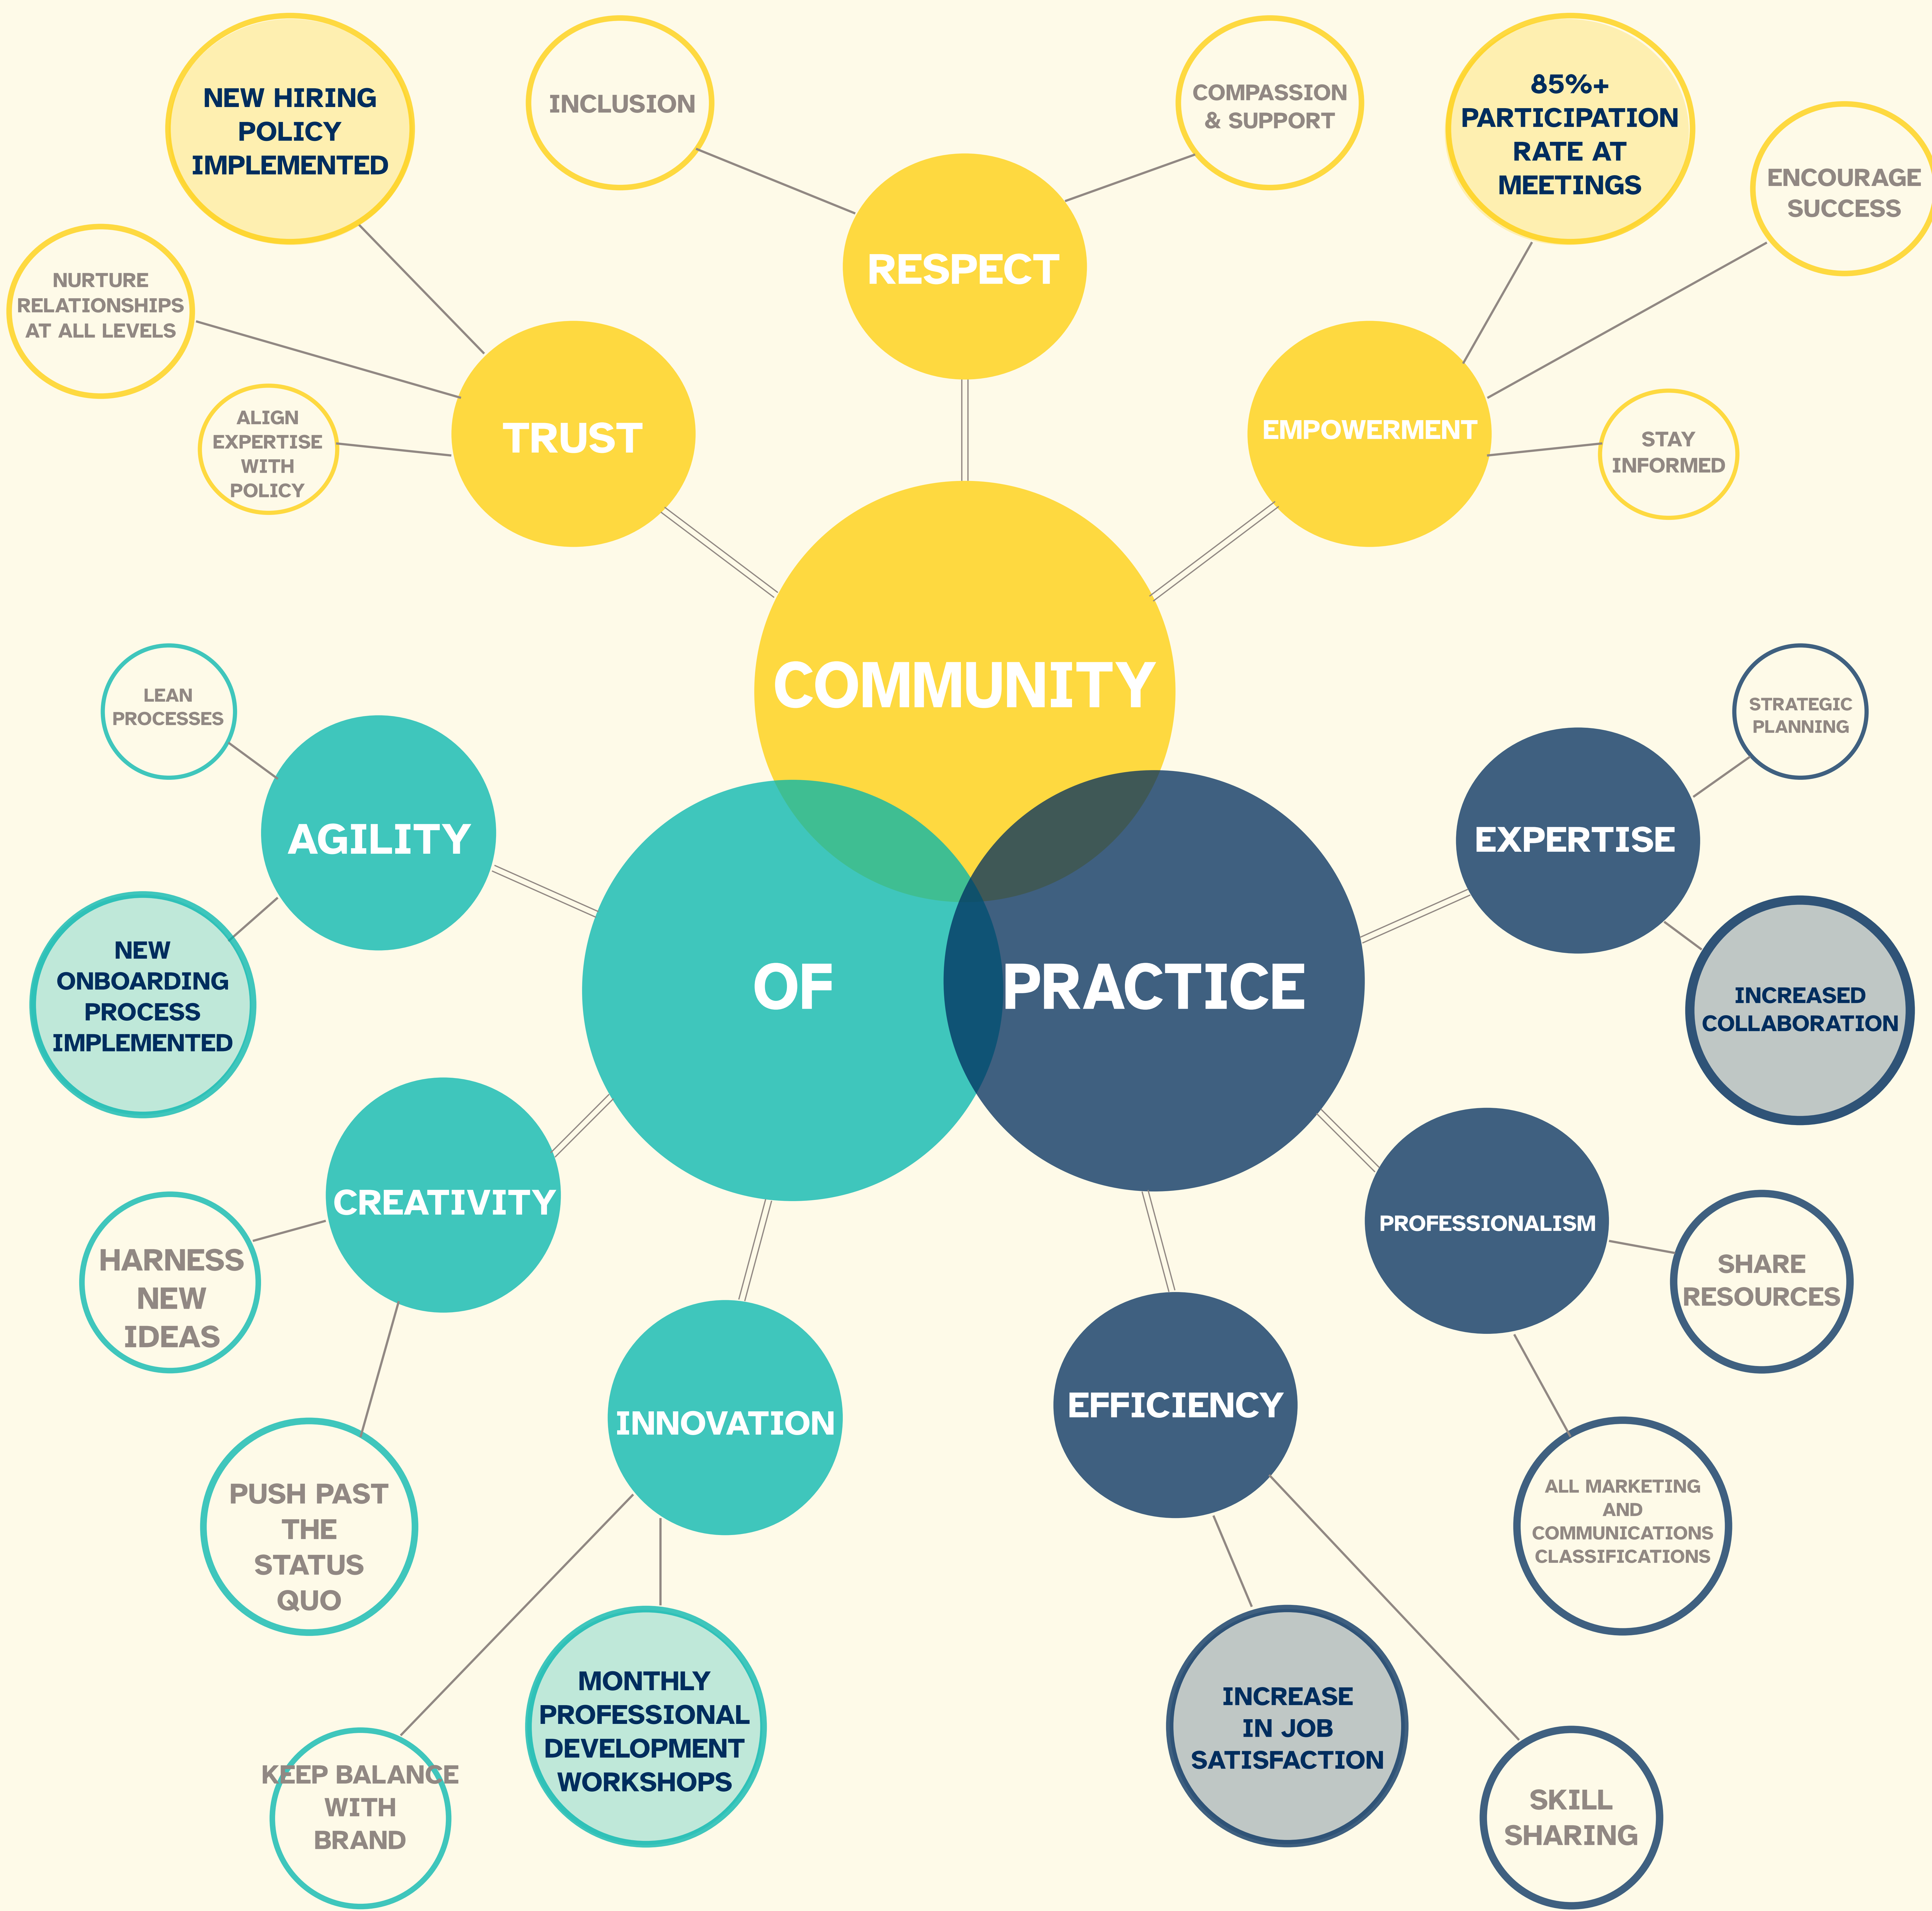 NEW HIRING
POLICY
IMPLEMENTED
INCLUSION
COMPASSION
& SUPPORT
85%+
PARTICIPATION
RATE AT
MEETINGS
ENCOURAGE
SUCCESS
NURTURE
RELATIONSHIPS
AT ALL LEVELS
RESPECT
ALIGN
EXPERTISE
WITH
POLICY
TRUST
EMPOWERMENT
STAY
INFORMED
COMMUNITY
LEAN
PROCESSES
STRATEGIC
PLANNING
AGILITY
EXPERTISE
NEW
ONBOARDING
PROCESS
IMPLEMENTED
OF
PRACTICE
INCREASED
COLLABORATION
CREATIVITY
PROFESSIONALISM
HARNESS
NEW
IDEAS
SHARE
RESOURCES
INNOVATION
EFFICIENCY
PUSH PAST
THE
STATUS
QUO
ALL MARKETING
AND
COMMUNICATIONS
CLASSIFICATIONS
MONTHLY
PROFESSIONAL
DEVELOPMENT
WORKSHOPS
INCREASE
IN JOB
SATISFACTION
KEEP BALANCE
WITH
BRAND
SKILL
SHARING